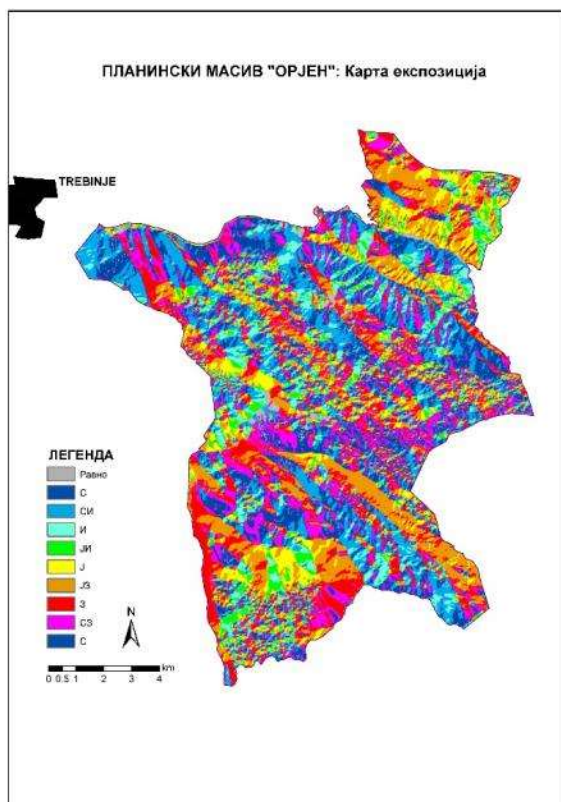 ПЛАНИНСКИ МАСИВ "ОРЈЕН": Карта експозиција
TREBINJE
ЛЕГЕНДА
Равно
С
СИ
И
ЈИ
Ј
ЈЗ
З
СЗ
С
N
km
0 0.5 1 2 3 4